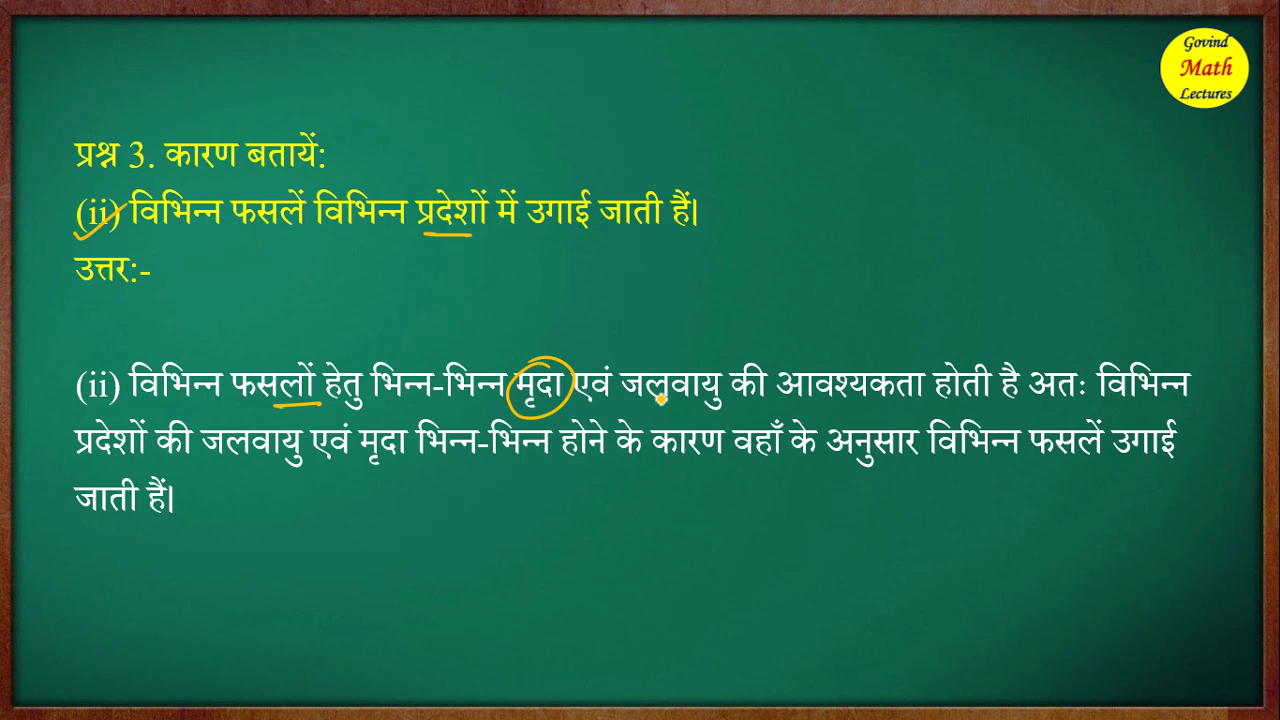 Govind
Math
Lectures
प्रश्न 3. कारण बतायें:
(ii) विभिन्न फसलें विभिन्न प्रदेशों में उगाई जाती हैं।
उत्तर:-
(ii) विभिन्न फसलों हेतु भिन्न-भिन्न मृदा एवं जलवायु की आवश्यकता होती है अतः विभिन्न
प्रदेशों की जलवायु एवं मृदा भिन्न-भिन्न होने के कारण वहाँ के अनुसार विभिन्न फसलें उगाई
जाती हैं।